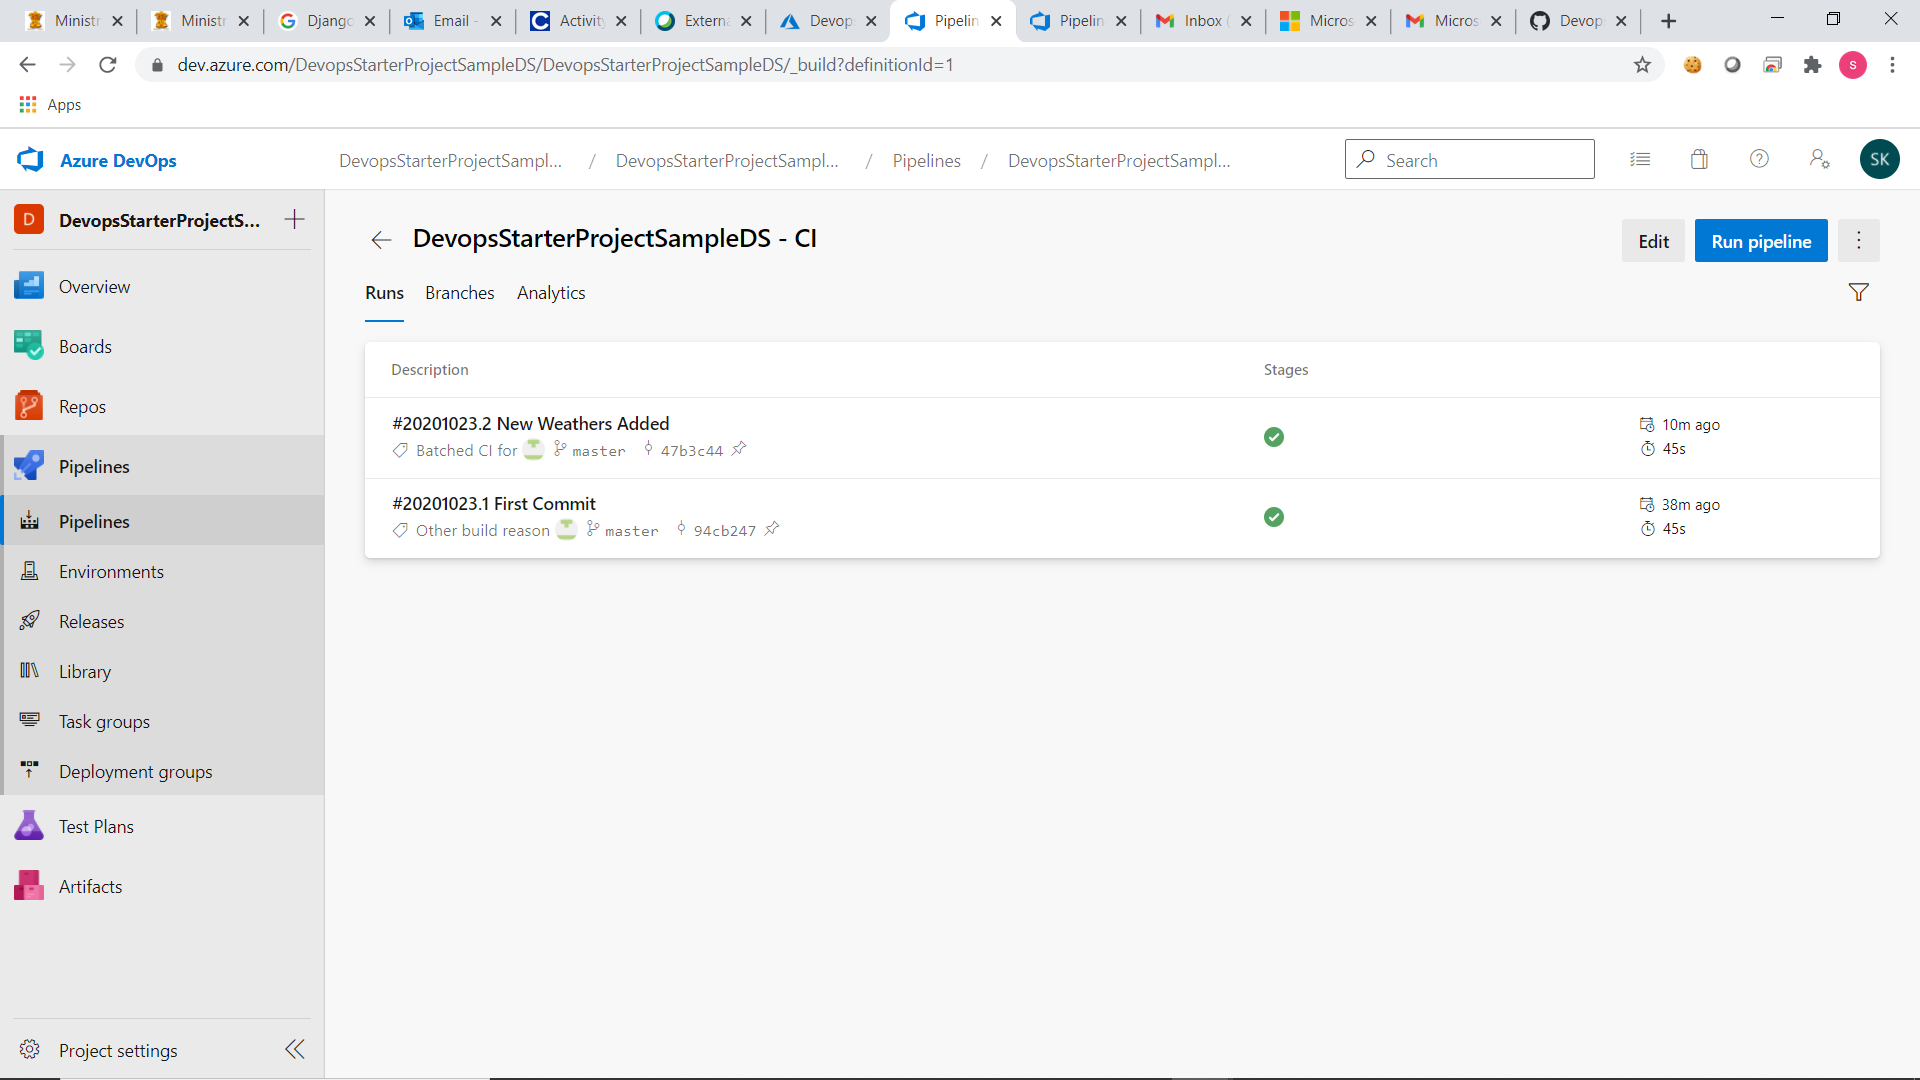 Ministr
Ministr
Django
Email -
Activity
Externa
Devops
Pipelin
Pipelin
Inbox (
Micros
Micros
Devops
dev.azure.com/DevopsStarterProjectSampleDS/DevopsStarterProjectSampleDS/_build?definitionId=1
S
Apps
Azure DevOps
DevopsStarterProjectSampl... / DevopsStarterProjectSampl... / Pipelines / DevopsStarterProjectSampl...
Search
SK
D DevopsStarterProjectS...
Overview
Boards
Repos
Pipelines
Pipelines
Environments
Releases
Library
Task groups
Deployment groups
Test Plans
Artifacts
Project settings
DevopsStarterProjectSampleDS - CI
Edit
Run pipeline
Runs Branches Analytics
Description Stages
#20201023.2 New Weathers Added
Batched CI for master 47b3c44
10m ago
45s
#20201023.1 First Commit
Other build reason master 94cb247
38m ago
45s